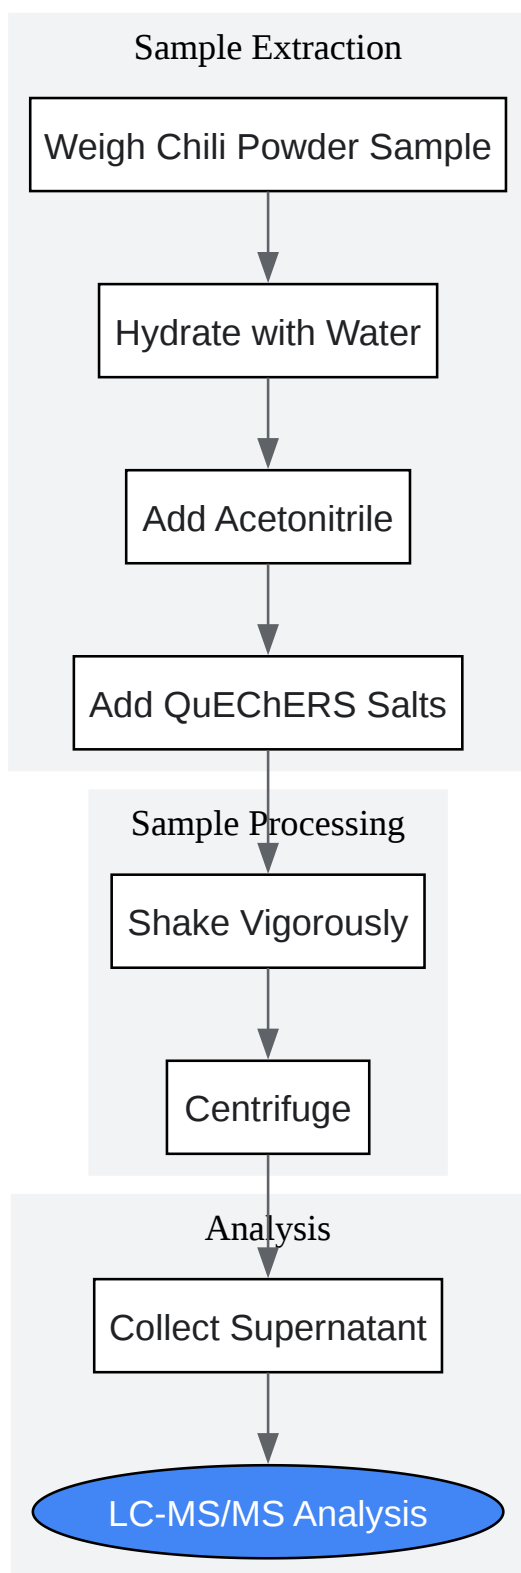 Sample Extraction
Weigh Chili Powder Sample
Hydrate with Water
Add Acetonitrile
Add QuEChERS Salts
Sample Processing
Shake Vigorously
Centrifuge
Analysis
Collect Supernatant
LC-MS/MS Analysis